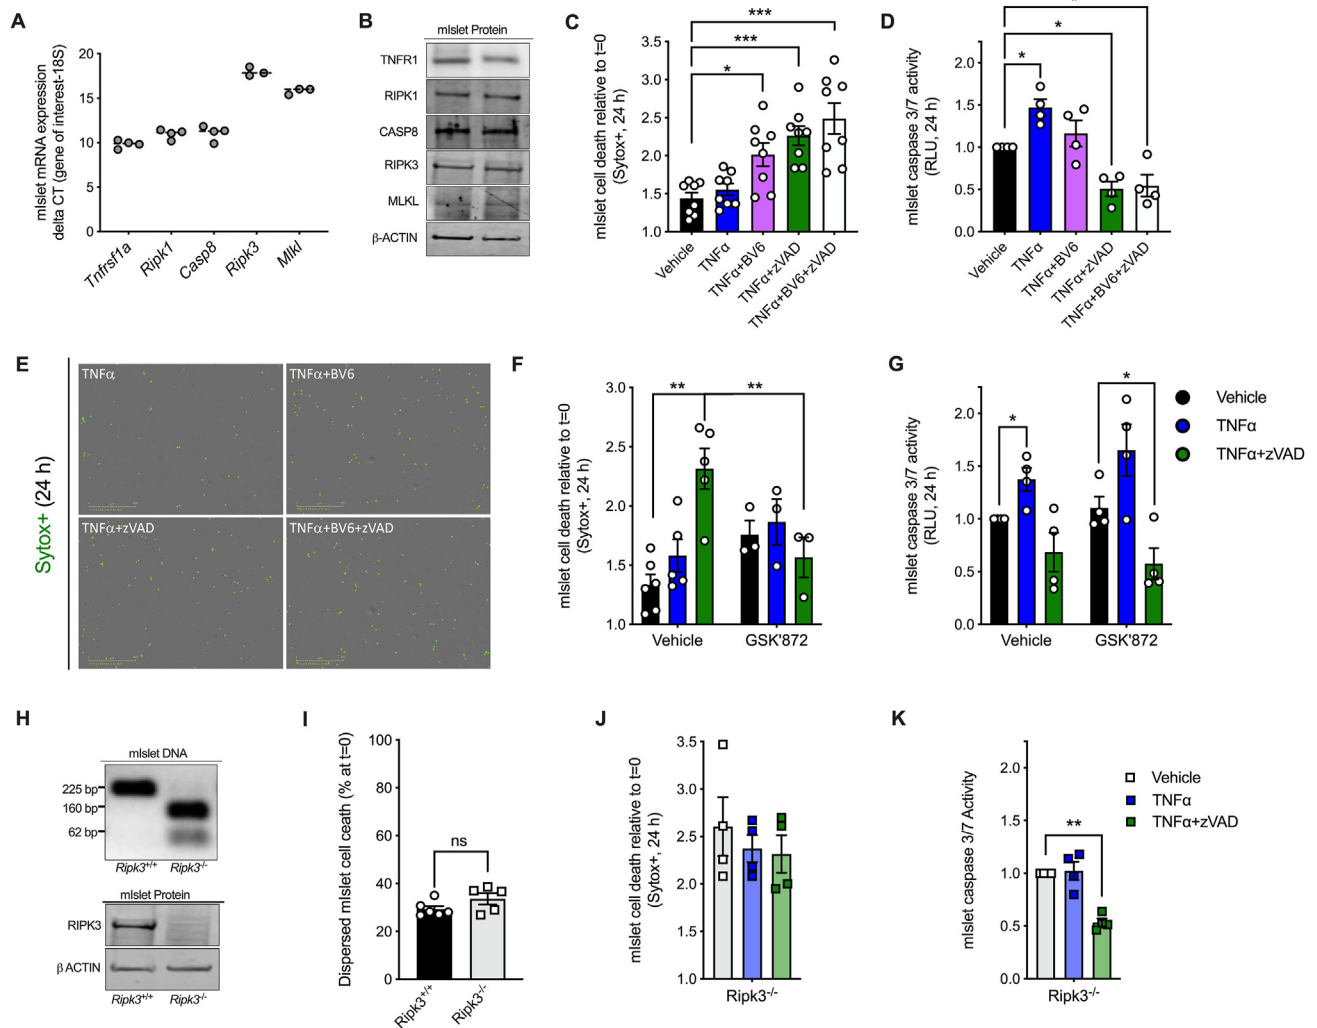 A
mIslet mRNA expression
delta CT (gene of interest-18S)
20
15
10
5
0
Tnfrsf1a
Ripk1
Casp8
Ripk3
Mlkl
B
mIslet Protein
TNFR1
RIPK1
CASP8
RIPK3
MLKL
β-ACTIN
C
mIslet cell death relative to t=0
(Sytox+, 24 h)
3.5
3.0
2.5
2.0
1.5
1.0
***
***
*
Vehicle
TNFα
TNFα+BV6
TNFα+zVAD
TNFα+BV6+zVAD
D
mIslet caspase 3/7 activity
(RLU, 24 h)
2.0
1.5
1.0
0.5
0.0
*
*
Vehicle
TNFα
TNFα+BV6
TNFα+zVAD
TNFα+BV6+zVAD
E
Sytox+ (24 h)
TNFα
TNFα+BV6
TNFα+zVAD
TNFα+BV6+zVAD
F
mIslet cell death relative to t=0
(Sytox+, 24 h)
3.0
2.5
2.0
1.5
1.0
**
**
Vehicle
GSK'872
G
mIslet caspase 3/7 activity
(RLU, 24 h)
2.0
1.5
1.0
0.5
0.0
*
*
Vehicle
GSK'872
Vehicle
TNFα
TNFα+zVAD
H
mIslet DNA
225 bp
160 bp
62 bp
Ripk3+/+
Ripk3-/-
mIslet Protein
RIPK3
β ACTIN
Ripk3+/+
Ripk3-/-
I
Dispersed mIslet cell ceath (% at t=0)
100
80
60
40
20
0
ns
Ripk3+/+
Ripk3-/-
J
mIslet cell death relative to t=0
(Sytox+, 24 h)
3.5
3.0
2.5
2.0
1.5
1.0
Ripk3-/-
K
mIslet caspase 3/7 Activity
2.0
1.5
1.0
0.5
0.0
**
Ripk3-/-
Vehicle
TNFα
TNFα+zVAD